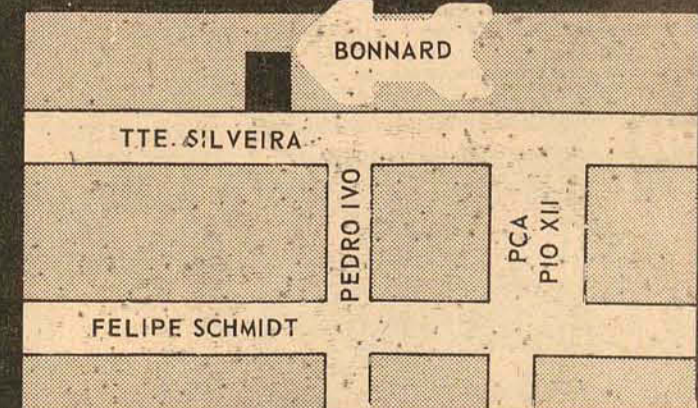 BONNARD
TTE. SILVEIRA
PEDRO IVO
PCA
PIO XII
FELIPE SCHMIDT